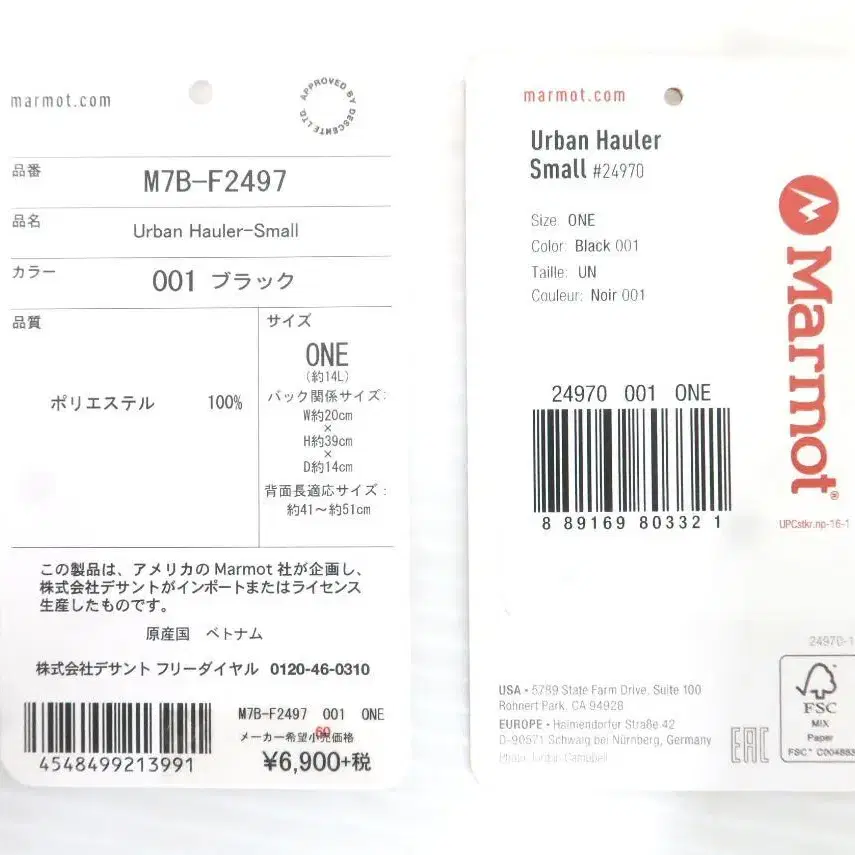 marmot.com
APPROVED BY DESCENTE LTD.
品番
M7B-F2497
品名
Urban Hauler-Small
カラー
001 ブラック
品質
ポリエステル 100%
サイズ
ONE
(約14L)
バック関係サイズ:
W約20cm
×
H約39cm
×
D約14cm
背面長適応サイズ:
約41〜約51cm
この製品は、アメリカの Marmot 社が企画し、
株式会社デサントがインポートまたはライセンス
生産したものです。
原産国 ベトナム
株式会社デサント フリーダイヤル 0120-46-0310
M7B-F2497 001 ONE
メーカー希望小売価格
60
¥6,900+税
4548499213991
marmot.com
Urban Hauler
Small #24970
Size: ONE
Color: Black 001
Taille: UN
Couleur: Noir 001
24970 001 ONE
8 89169 80332 1
Marmot®
UPCstkr.np-16-1
24970-1
USA • 5789 State Farm Drive, Suite 100
Rohnert Park, CA 94928
EUROPE • Haimendorfer Straße 42
D-90571 Schwaig bei Nürnberg, Germany
Photo: Jordan Campbell
EAC
FSC
MIX
Paper
FSC® C004883